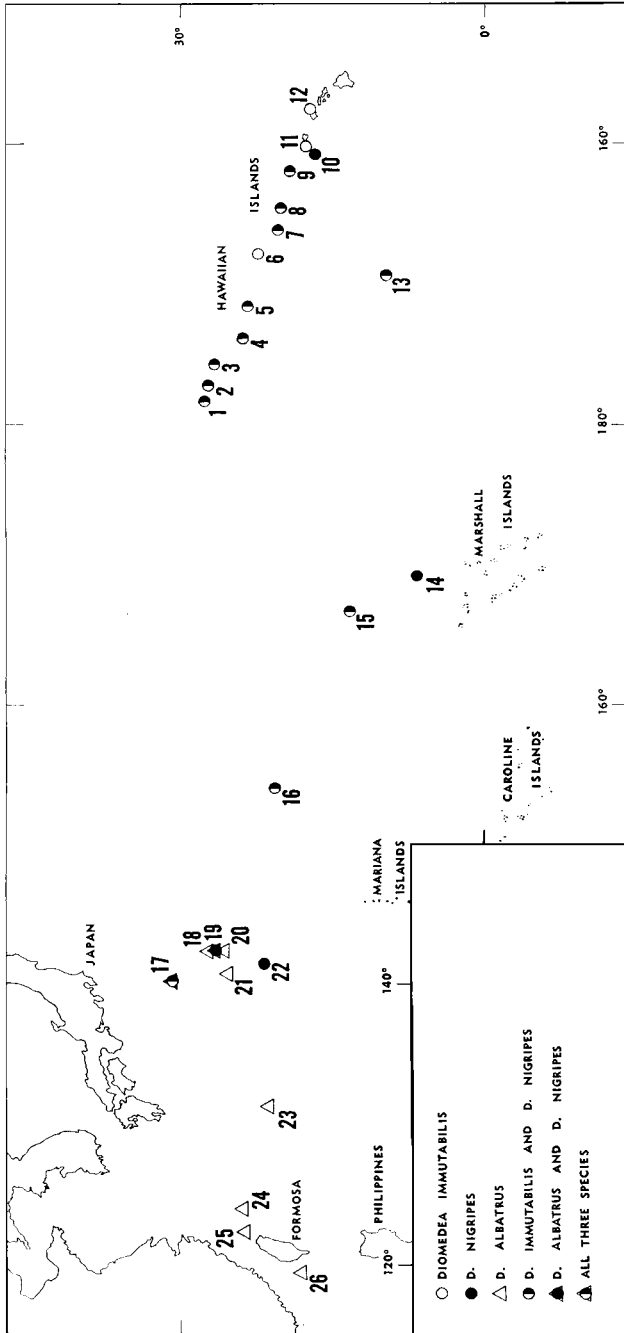 30°
0°
120°
140°
160°
180°
160°
JAPAN
FORMOSA
PHILIPPINES
MARIANA
ISLANDS
CAROLINE
ISLANDS
MARSHALL
ISLANDS
HAWAIIAN
ISLANDS
1
2
3
4
5
6
7
8
9
10
11
12
13
14
15
16
17
18
19
20
21
22
23
24
25
26
DIOMEDEA IMMUTABILIS
D. NIGRIPES
D. ALBATRUS
D. IMMUTABILIS AND D. NIGRIPES
D. ALBATRUS AND D. NIGRIPES
ALL THREE SPECIES